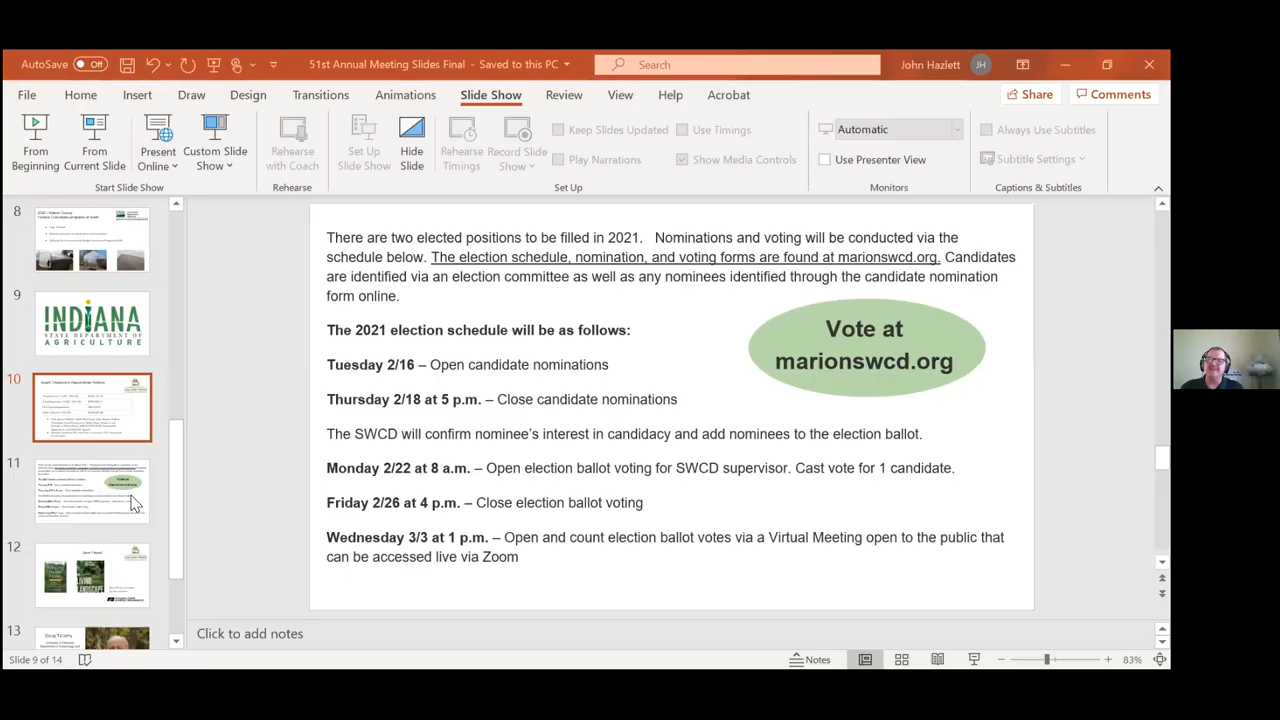 AutoSave Off
51st Annual Meeting Slides Final - Saved to this PC
Search
John Hazlett JH
File Home Insert Draw Design Transitions Animations Slide Show Review View Help Acrobat
Share Comments
From Beginning
From Current Slide
Present Online
Custom Slide Show
Rehearse with Coach
Set Up Slide Show
Hide Slide
Rehearse Timings
Record Slide Show
Keep Slides Updated
Play Narrations
Use Timings
Show Media Controls
Automatic
Use Presenter View
Always Use Subtitles
Subtitle Settings
Start Slide Show Rehearse Set Up Monitors Captions & Subtitles
8
9
INDIANA
STATE DEPARTMENT OF
AGRICULTURE
10
11
12
LIVING
LANDSCAPE
13
Doug Tallamy
There are two elected positions to be filled in 2021. Nominations and voting will be conducted via the
schedule below. The election schedule, nomination, and voting forms are found at marionswcd.org. Candidates
are identified via an election committee as well as any nominees identified through the candidate nomination
form online.
The 2021 election schedule will be as follows:
Vote at
marionswcd.org
Tuesday 2/16 – Open candidate nominations
Thursday 2/18 at 5 p.m. – Close candidate nominations
The SWCD will confirm nominee's interest in candidacy and add nominees to the election ballot.
Monday 2/22 at 8 a.m. – Open election ballot voting for SWCD supervisor. Cast vote for 1 candidate.
Friday 2/26 at 4 p.m. – Close election ballot voting
Wednesday 3/3 at 1 p.m. – Open and count election ballot votes via a Virtual Meeting open to the public that
can be accessed live via Zoom
Click to add notes
Slide 9 of 14
Notes
83%